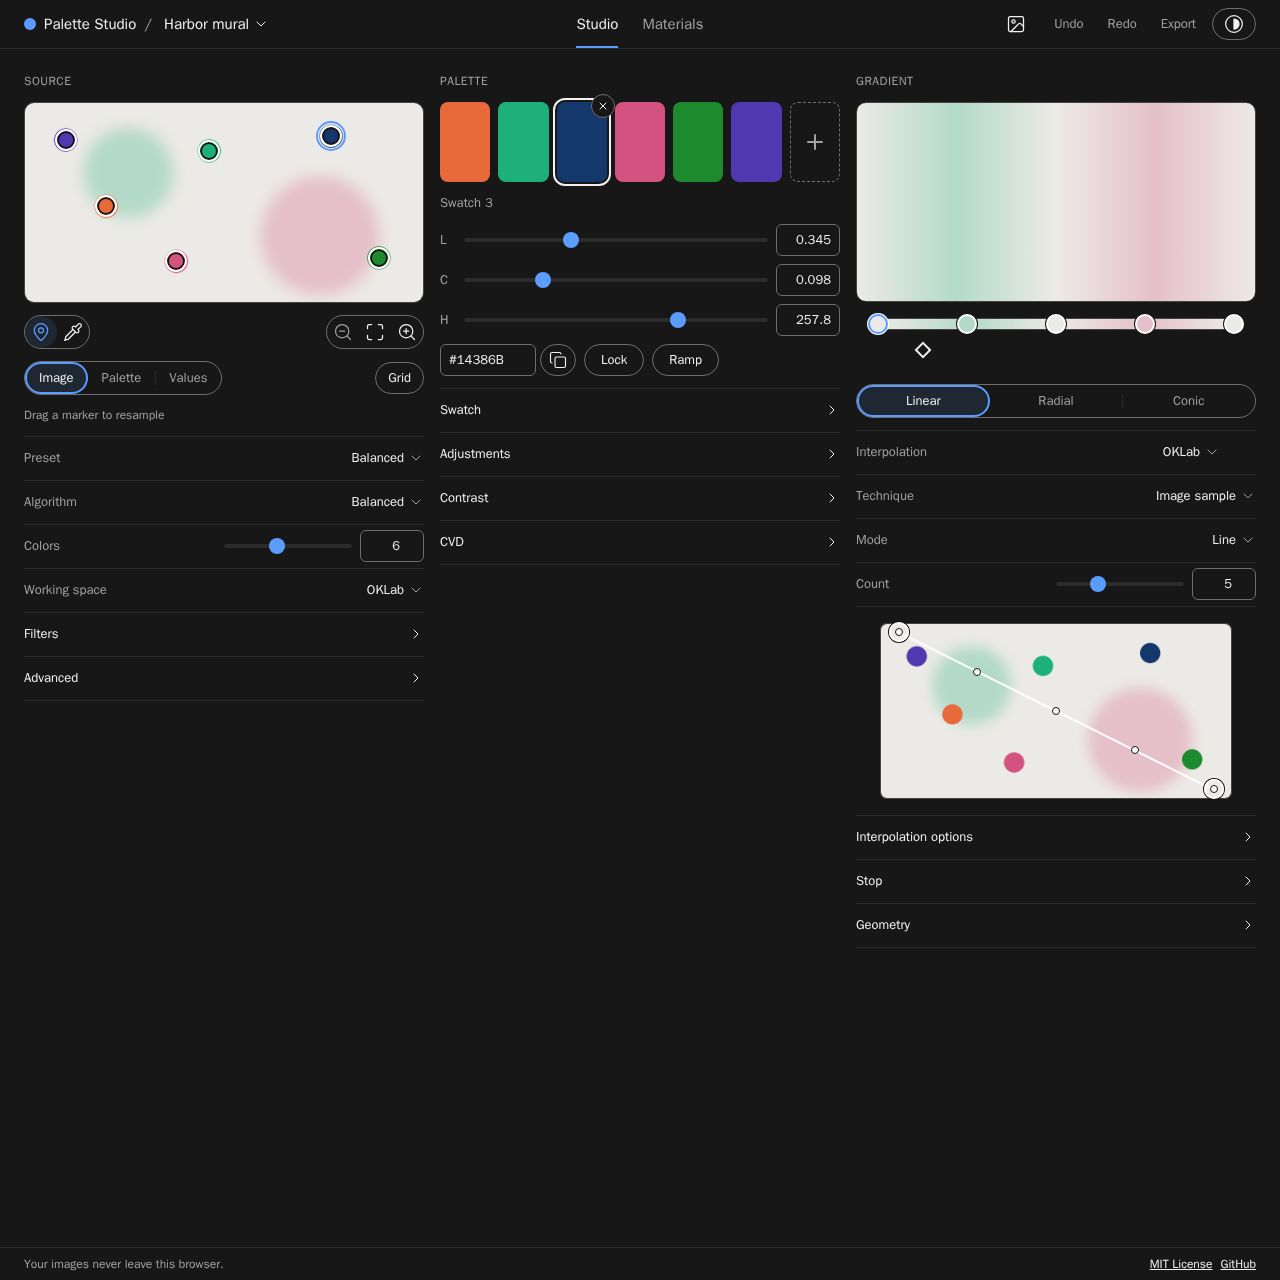 Palette Studio / Harbor mural
Studio Materials
Undo Redo Export
SOURCE
Image Palette Values
Grid
Drag a marker to resample
Preset Balanced
Algorithm Balanced
Colors 6
Working space OKLab
Filters
Advanced
PALETTE
Swatch 3
L 0.345
C 0.098
H 257.8
#14386B Lock Ramp
Swatch
Adjustments
Contrast
CVD
GRADIENT
Linear Radial Conic
Interpolation OKLab
Technique Image sample
Mode Line
Count 5
Interpolation options
Stop
Geometry
Your images never leave this browser.
MIT License GitHub